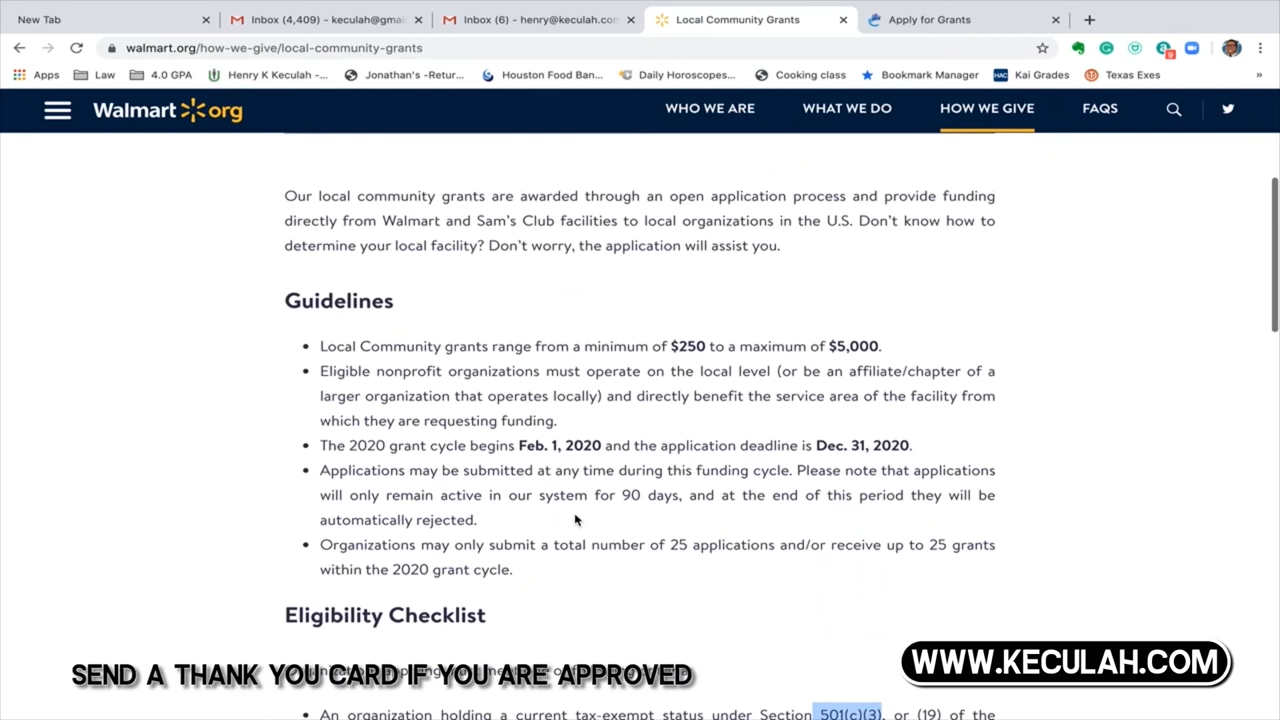 New Tab
Inbox (4,409) - keculah@gmai
Inbox (6) - henry@keculah.com
Local Community Grants
Apply for Grants
walmart.org/how-we-give/local-community-grants
9
Apps
Law
4.0 GPA
Henry K Keculah -...
Jonathan's -Retur...
Houston Food Ban...
Daily Horoscopes...
Cooking class
Bookmark Manager
HAC Kai Grades
Texas Exes
»
Walmart org
WHO WE ARE
WHAT WE DO
HOW WE GIVE
FAQS
Our local community grants are awarded through an open application process and provide funding
directly from Walmart and Sam's Club facilities to local organizations in the U.S. Don't know how to
determine your local facility? Don't worry, the application will assist you.
Guidelines
• Local Community grants range from a minimum of $250 to a maximum of $5,000.
• Eligible nonprofit organizations must operate on the local level (or be an affiliate/chapter of a
larger organization that operates locally) and directly benefit the service area of the facility from
which they are requesting funding.
• The 2020 grant cycle begins Feb. 1, 2020 and the application deadline is Dec. 31, 2020.
• Applications may be submitted at any time during this funding cycle. Please note that applications
will only remain active in our system for 90 days, and at the end of this period they will be
automatically rejected.
• Organizations may only submit a total number of 25 applications and/or receive up to 25 grants
within the 2020 grant cycle.
Eligibility Checklist
SEND A THANK YOU CARD IF YOU ARE APPROVED
WWW.KECULAH.COM
• An organization holding a current tax-exempt status under Section 501(c)(3), or (19) of the